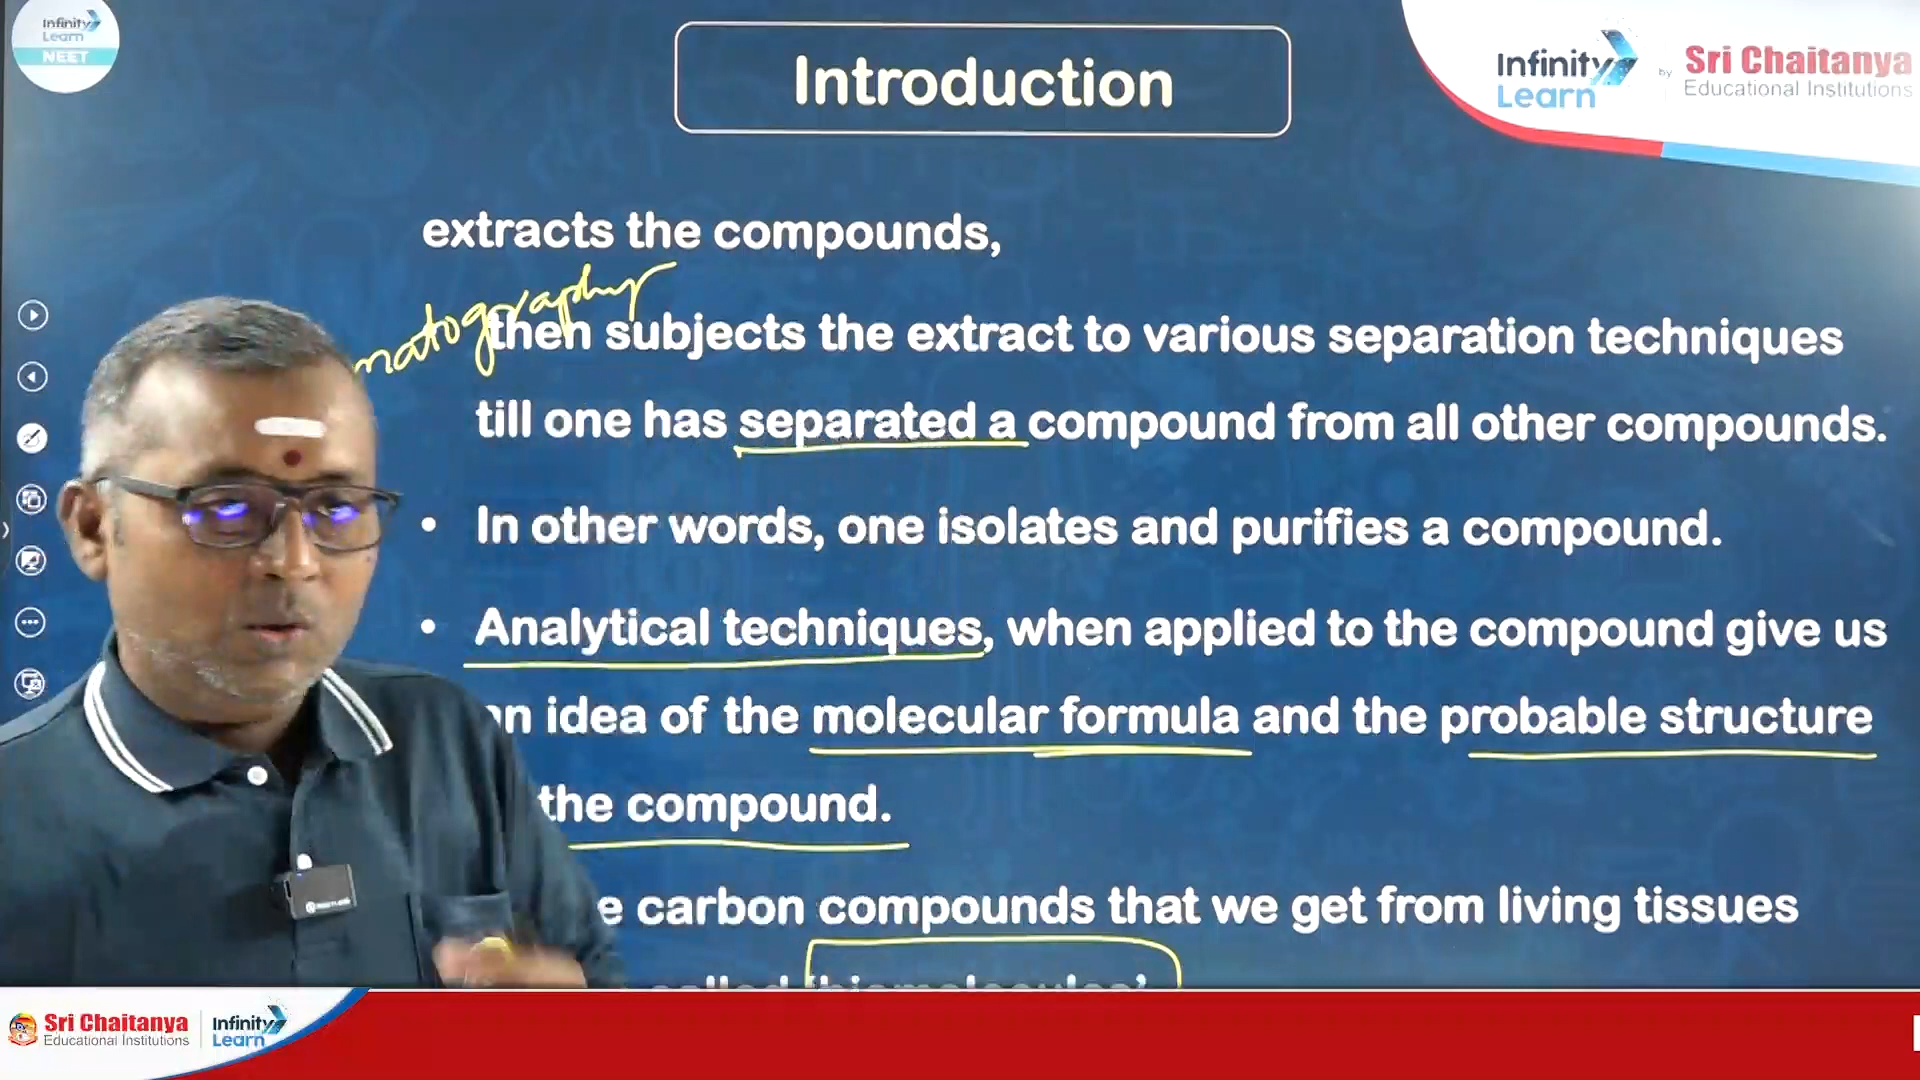 Infinity
Learn
NEET
Introduction
Infinity
Learn
by
Sri Chaitanya
Educational Institutions
extracts the compounds,
matography
then subjects the extract to various separation techniques
till one has separated a compound from all other compounds.
• In other words, one isolates and purifies a compound.
• Analytical techniques, when applied to the compound give us
an idea of the molecular formula and the probable structure
the compound.
e carbon compounds that we get from living tissues
called 'biomolecules'
Sri Chaitanya
Educational Institutions
Infinity
Learn